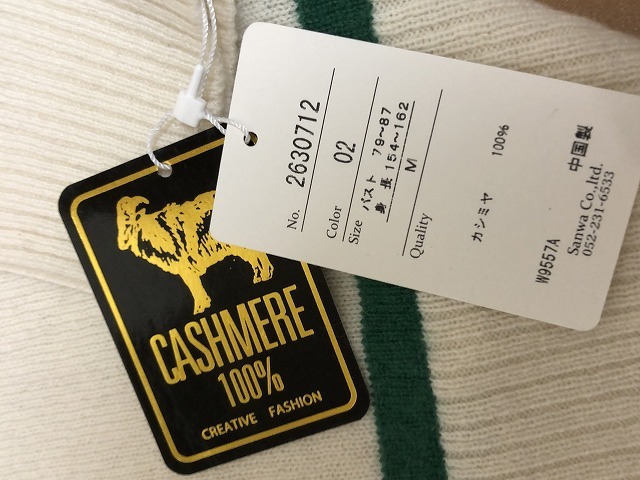 No. 2630712
Color 02
Size バスト 79～87
身長 154～162
M
Quality
カシミヤ 100%
W9557A
中国製
Sanwa Co.,ltd.
052-231-6533
CASHMERE
100%
CREATIVE FASHION